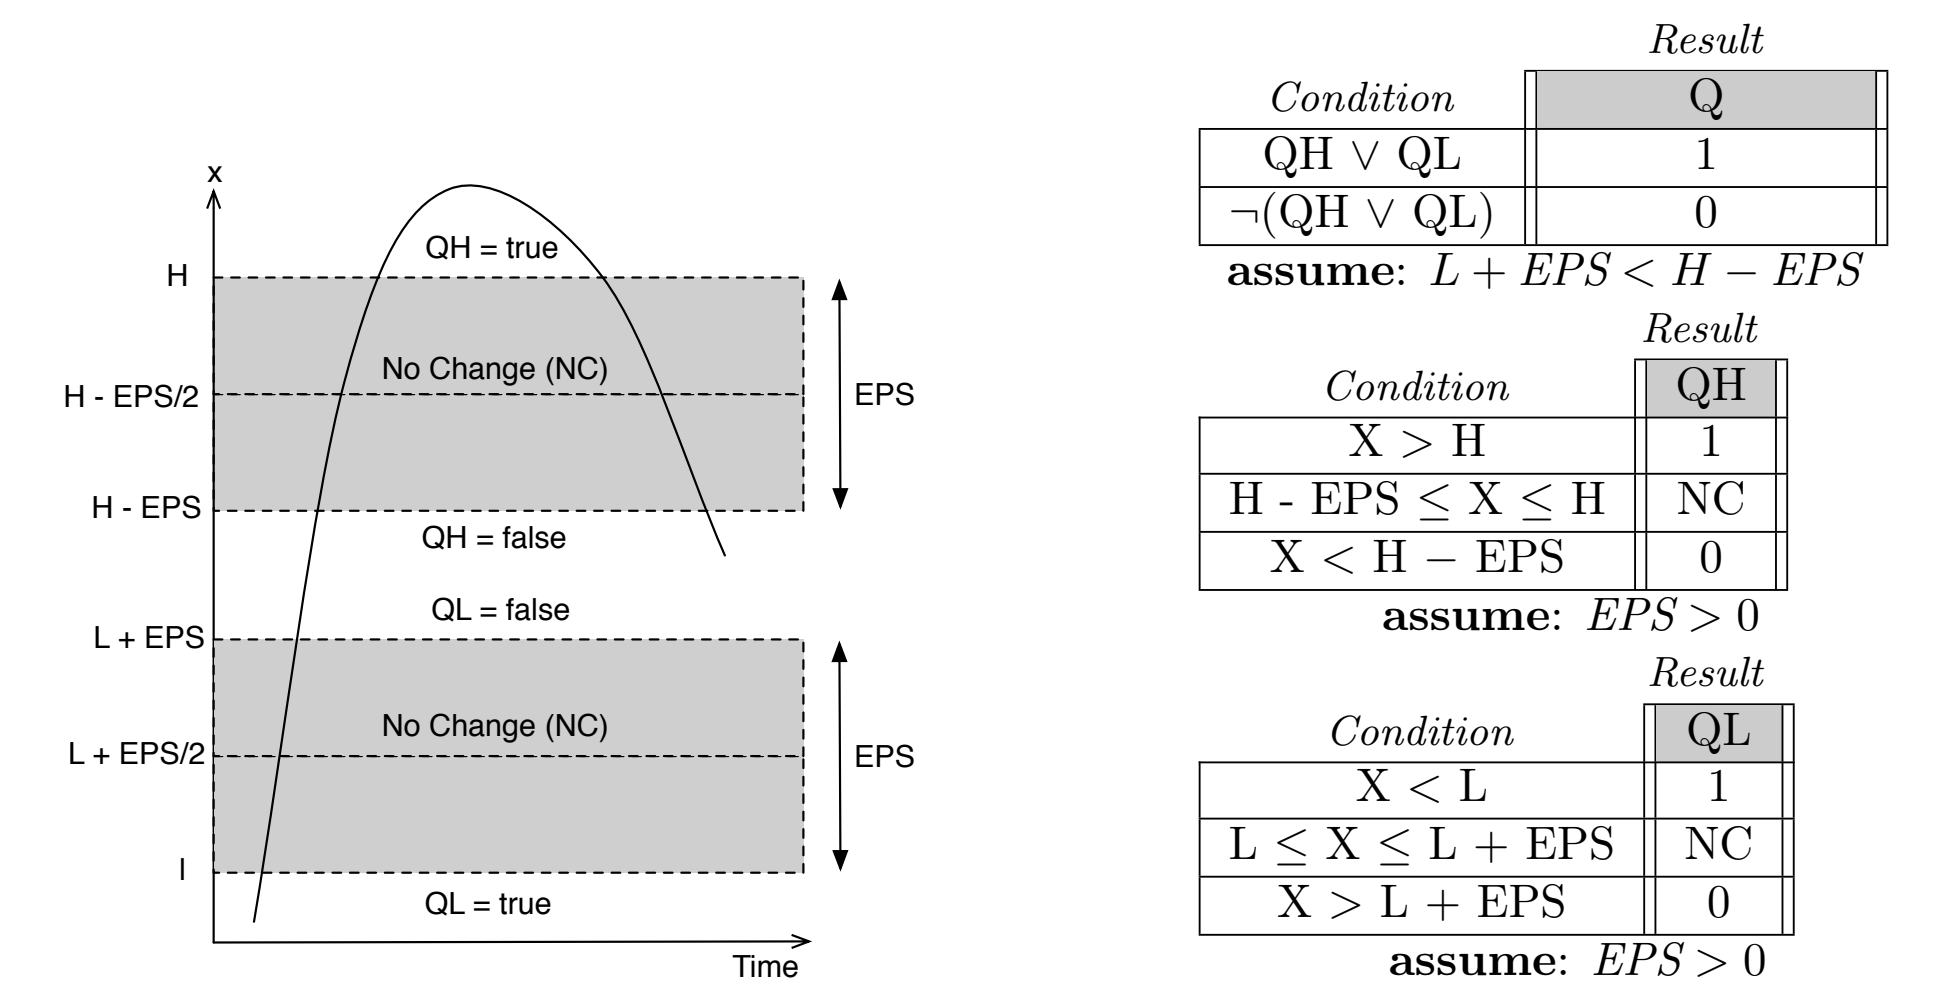 x
QH = true
H
No Change (NC)
H - EPS/2
EPS
H - EPS
QH = false
QL = false
L + EPS
No Change (NC)
L + EPS/2
EPS
l
QL = true
Time
Result
Condition Q
QH ∨ QL 1
¬(QH ∨ QL) 0
assume: L + EPS < H − EPS
Result
Condition QH
X > H 1
H - EPS ≤ X ≤ H NC
X < H − EPS 0
assume: EPS > 0
Result
Condition QL
X < L 1
L ≤ X ≤ L + EPS NC
X > L + EPS 0
assume: EPS > 0